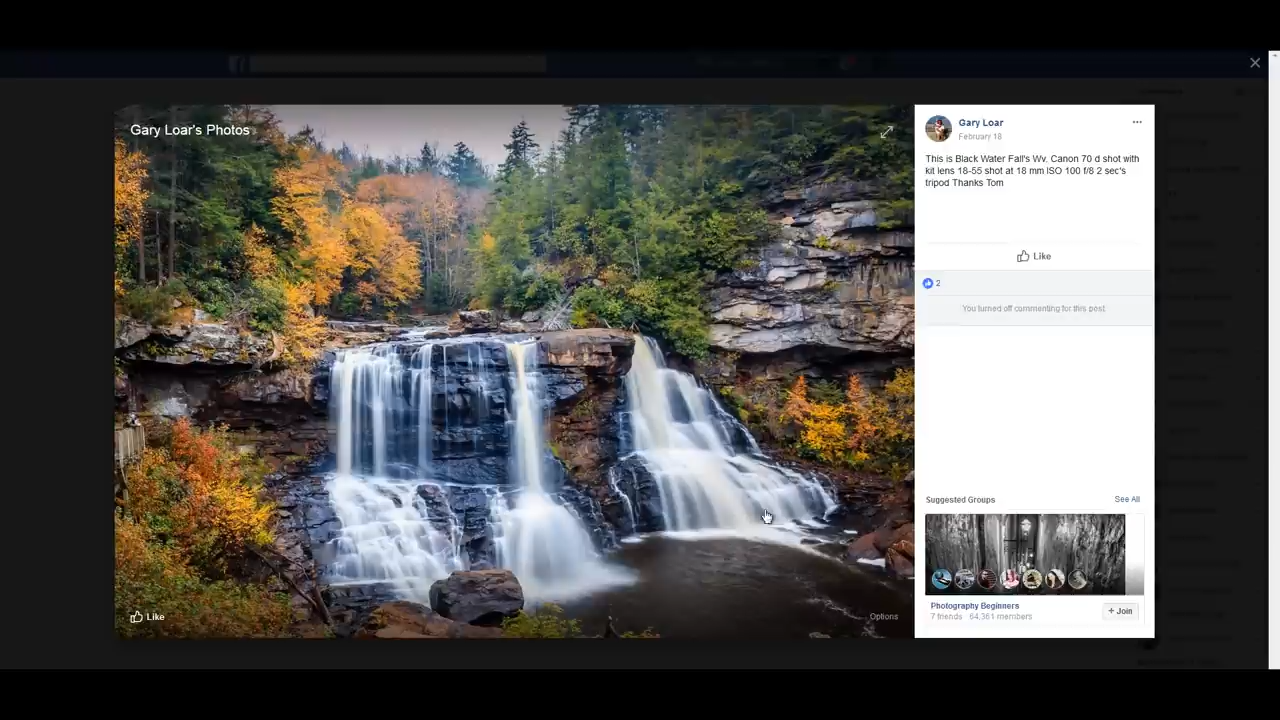 Gary Loar's Photos
Like
Options
Gary Loar
February 18
This is Black Water Fall's Wv. Canon 70 d shot with
kit lens 18-55 shot at 18 mm ISO 100 f/8 2 sec's
tripod Thanks Tom
Like
2
You turned off commenting for this post
Suggested Groups
See All
Photography Beginners
7 friends 64,361 members
+ Join